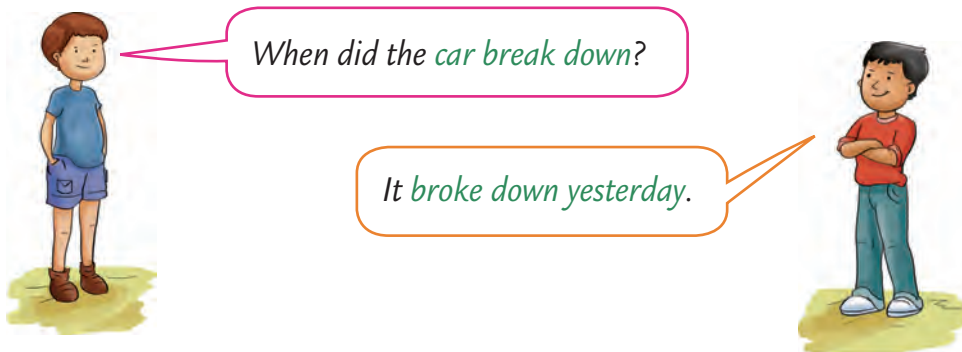 When did the car break down?
It broke down yesterday.